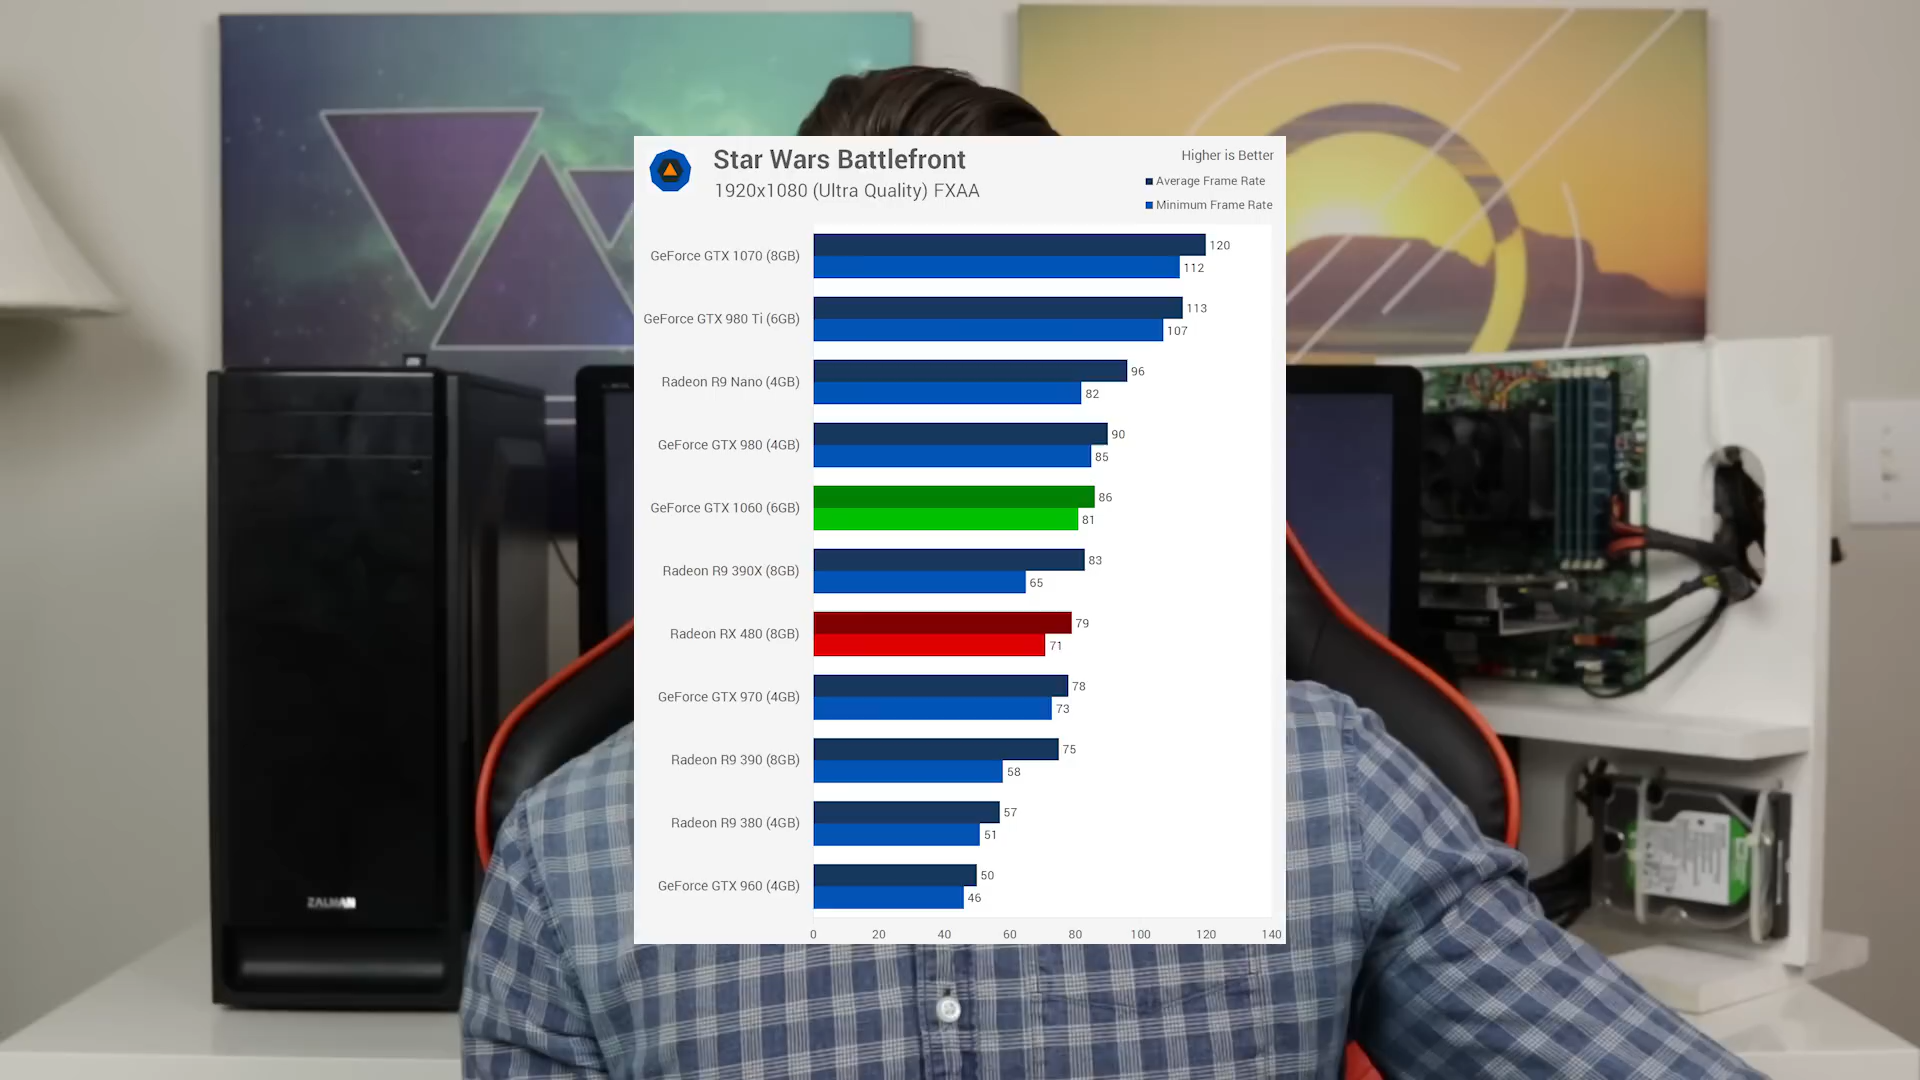 Star Wars Battlefront
1920x1080 (Ultra Quality) FXAA
Higher is Better
Average Frame Rate
Minimum Frame Rate
GeForce GTX 1070 (8GB)
120
112
GeForce GTX 980 Ti (6GB)
113
107
Radeon R9 Nano (4GB)
96
82
GeForce GTX 980 (4GB)
90
85
GeForce GTX 1060 (6GB)
86
81
Radeon R9 390X (8GB)
83
65
Radeon RX 480 (8GB)
79
71
GeForce GTX 970 (4GB)
78
73
Radeon R9 390 (8GB)
75
58
Radeon R9 380 (4GB)
57
51
GeForce GTX 960 (4GB)
50
46
0 20 40 60 80 100 120 140
ZALMAN